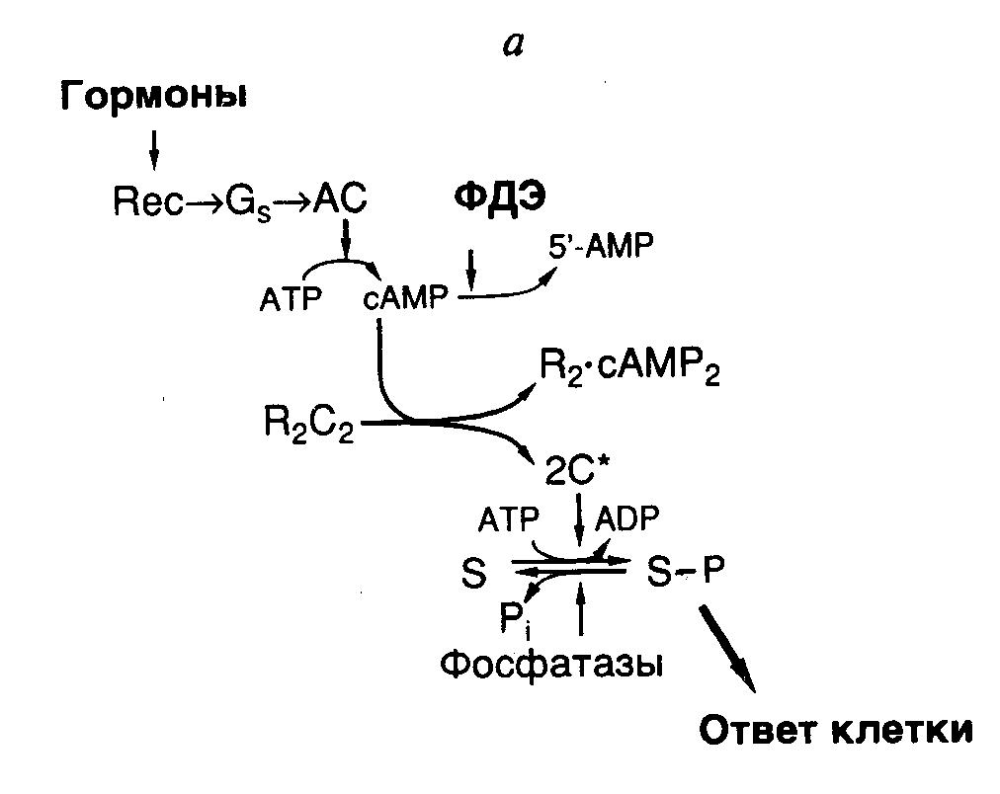 а
Гормоны
Rec→Gs→AC
ФДЭ
5'-AMP
ATP
cAMP
R2·cAMP2
R2C2
2C*
ATP
ADP
S
S–P
Pi
Фосфатазы
Ответ клетки